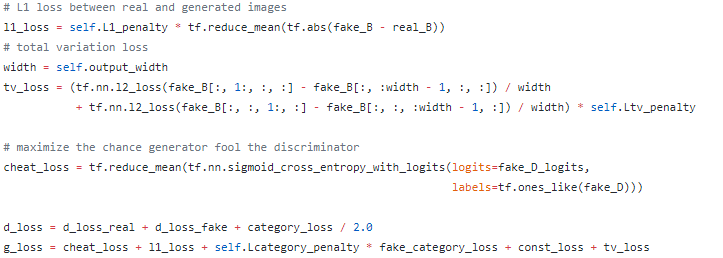 # L1 loss between real and generated images
l1_loss = self.L1_penalty * tf.reduce_mean(tf.abs(fake_B - real_B))
# total variation loss
width = self.output_width
tv_loss = (tf.nn.l2_loss(fake_B[:, 1:, :, :] - fake_B[:, :width - 1, :, :]) / width
+ tf.nn.l2_loss(fake_B[:, :, 1:, :] - fake_B[:, :, :width - 1, :]) / width) * self.Ltv_penalty
# maximize the chance generator fool the discriminator
cheat_loss = tf.reduce_mean(tf.nn.sigmoid_cross_entropy_with_logits(logits=fake_D_logits,
labels=tf.ones_like(fake_D)))
d_loss = d_loss_real + d_loss_fake + category_loss / 2.0
g_loss = cheat_loss + l1_loss + self.Lcategory_penalty * fake_category_loss + const_loss + tv_loss